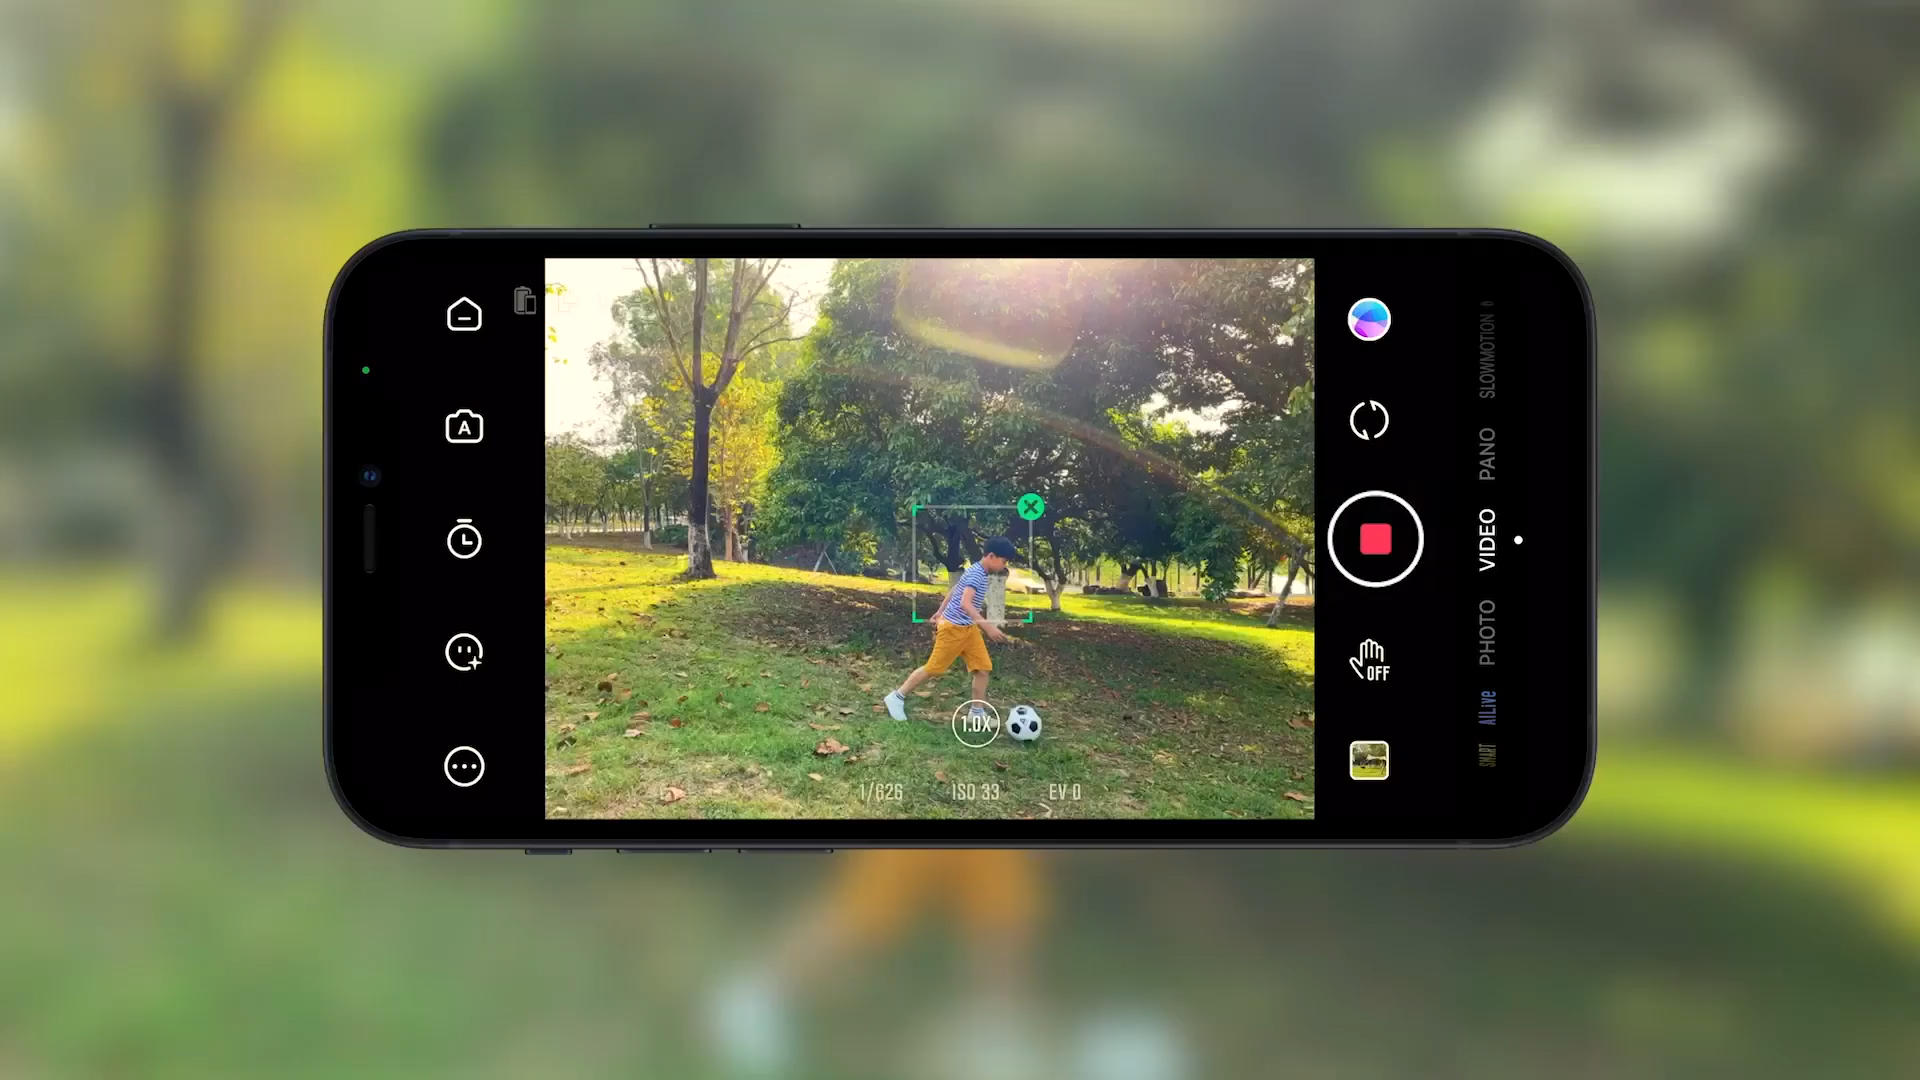 A
OFF
1.0X
1/626 ISO 33 EV 0
SLOWMOTION
PANO
VIDEO
PHOTO
AILive
SMART